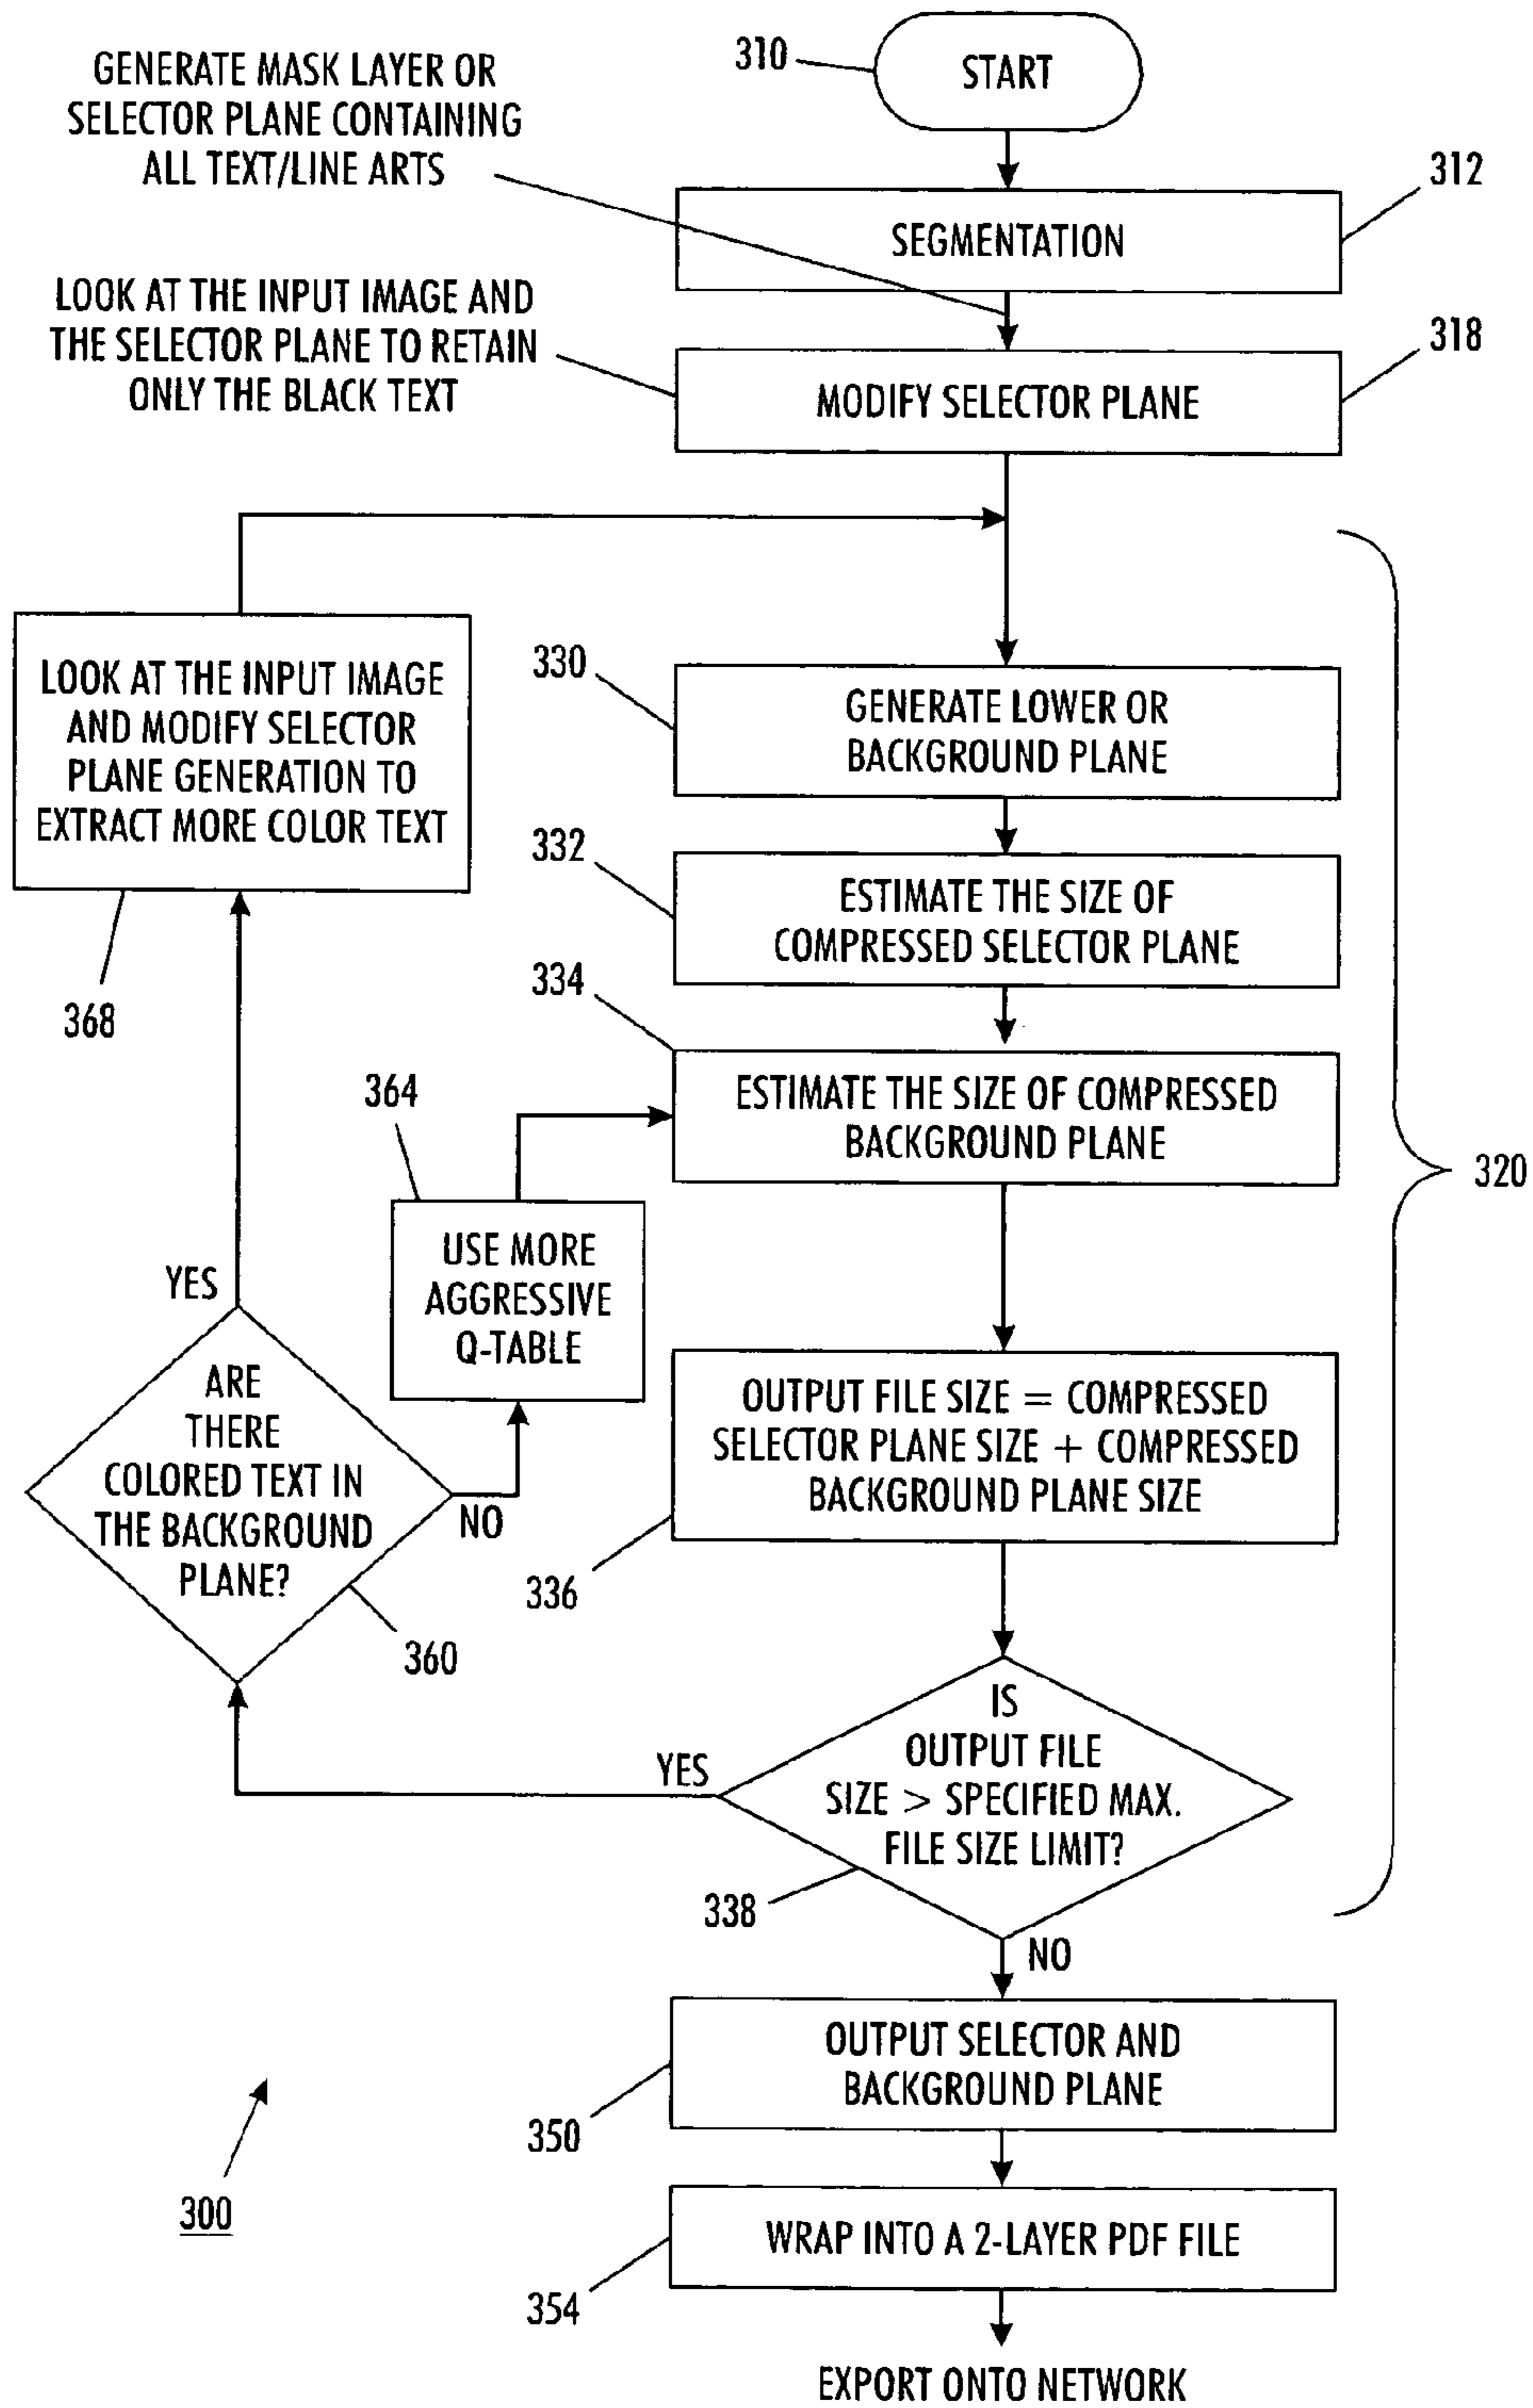 310
START
GENERATE MASK LAYER OR
SELECTOR PLANE CONTAINING
ALL TEXT/LINE ARTS
312
SEGMENTATION
LOOK AT THE INPUT IMAGE AND
THE SELECTOR PLANE TO RETAIN
ONLY THE BLACK TEXT
318
MODIFY SELECTOR PLANE
330
GENERATE LOWER OR
BACKGROUND PLANE
LOOK AT THE INPUT IMAGE
AND MODIFY SELECTOR
PLANE GENERATION TO
EXTRACT MORE COLOR TEXT
368
332
ESTIMATE THE SIZE OF
COMPRESSED SELECTOR PLANE
334
ESTIMATE THE SIZE OF COMPRESSED
BACKGROUND PLANE
320
364
USE MORE
AGGRESSIVE
Q-TABLE
YES
ARE
THERE
COLORED TEXT IN
THE BACKGROUND
PLANE?
NO
360
OUTPUT FILE SIZE = COMPRESSED
SELECTOR PLANE SIZE + COMPRESSED
BACKGROUND PLANE SIZE
336
IS
OUTPUT FILE
SIZE > SPECIFIED MAX.
FILE SIZE LIMIT?
YES
338
NO
OUTPUT SELECTOR AND
BACKGROUND PLANE
350
300
WRAP INTO A 2-LAYER PDF FILE
354
EXPORT ONTO NETWORK